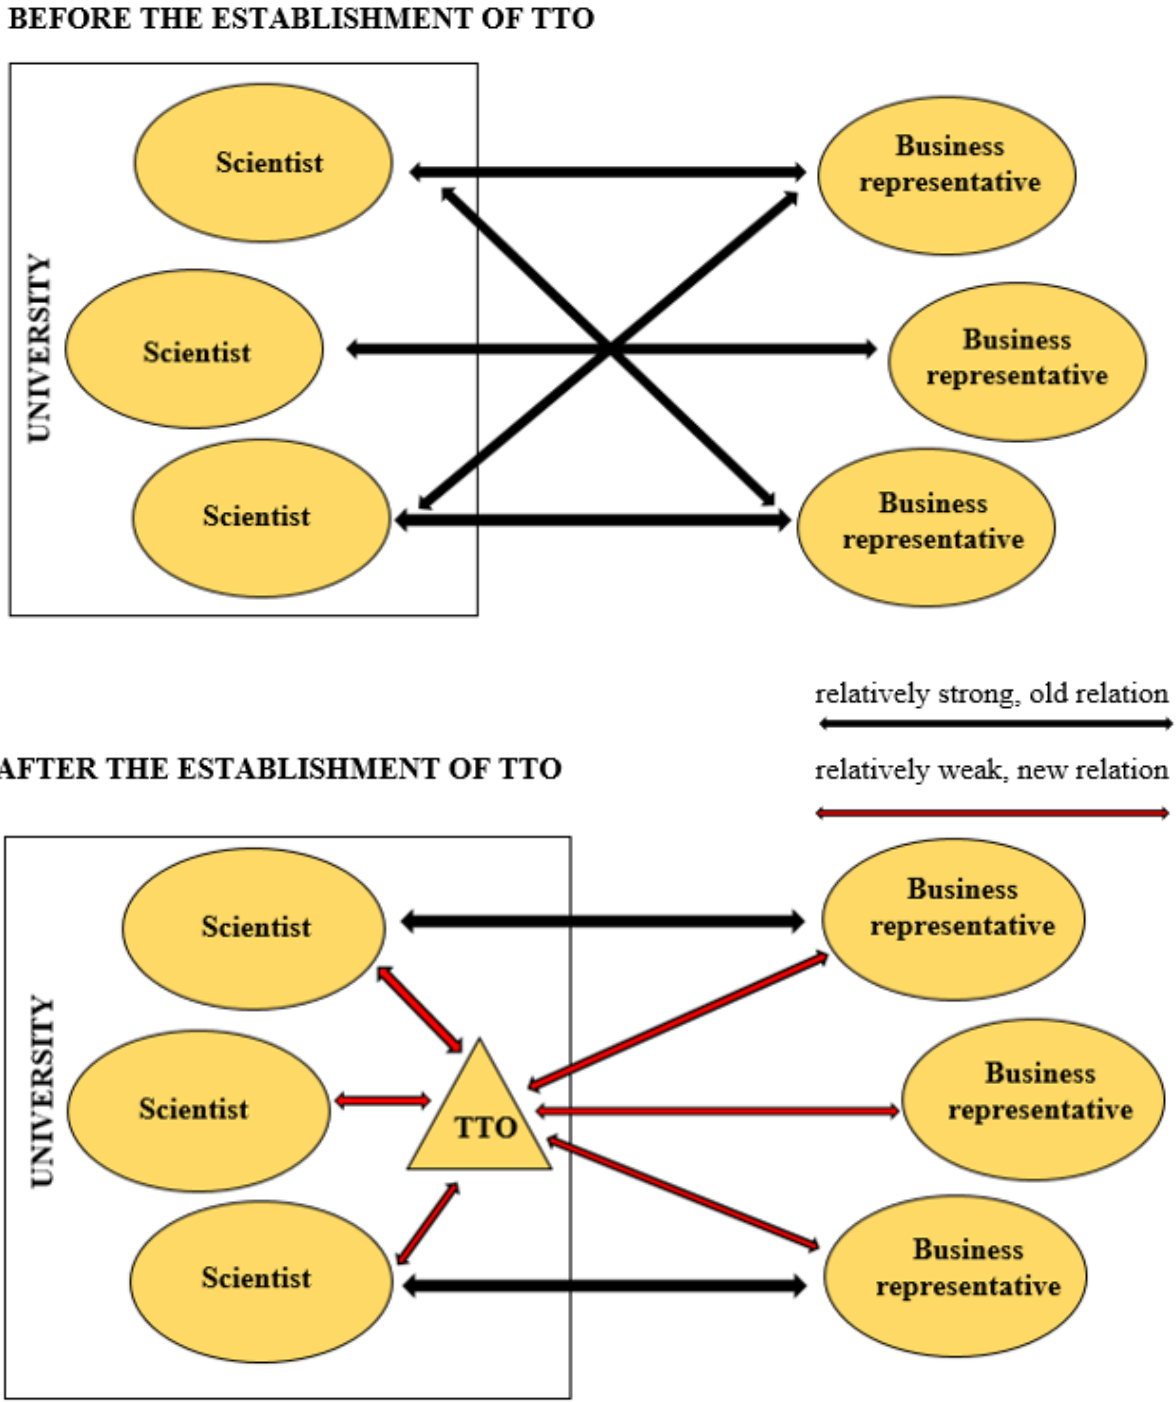 BEFORE THE ESTABLISHMENT OF TTO
UNIVERSITY
Scientist
Business
representative
Scientist
Business
representative
Scientist
Business
representative
relatively strong, old relation
AFTER THE ESTABLISHMENT OF TTO
relatively weak, new relation
UNIVERSITY
Scientist
Business
representative
Scientist
TTO
Business
representative
Scientist
Business
representative